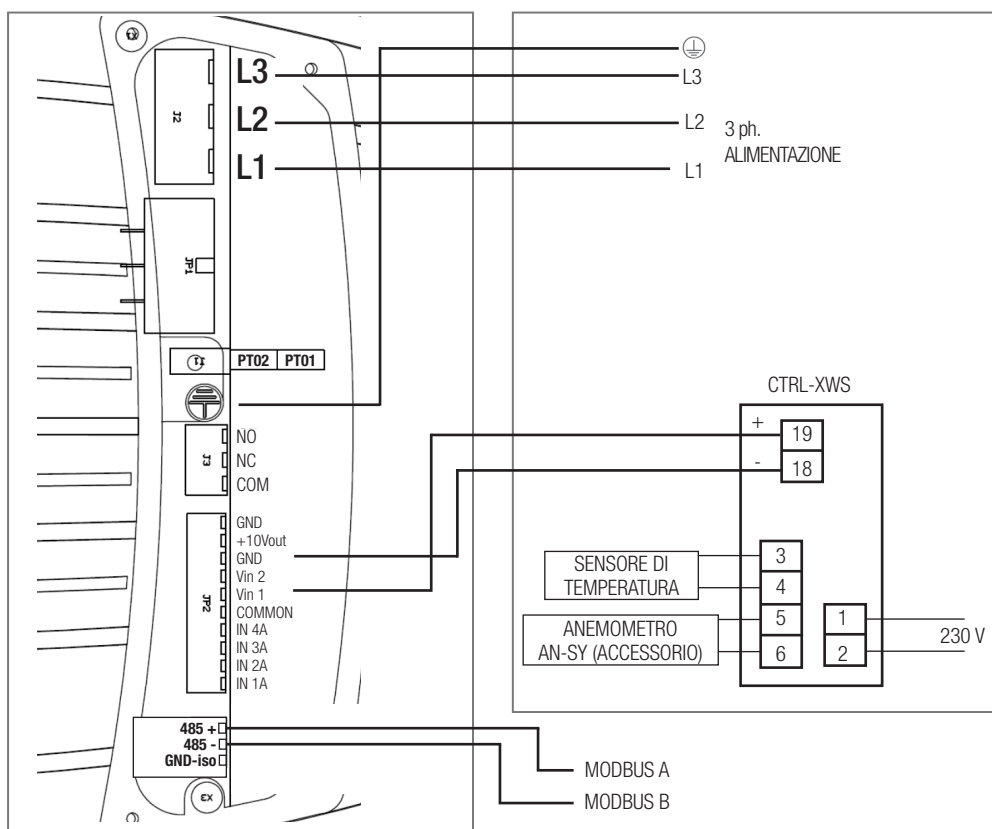 X1
L3
L2
L1
J2
L3
L2
L1
3 ph.
ALIMENTAZIONE
JP1
T1
PT02
PT01
NO
NC
COM
J3
GND
+10Vout
GND
Vin 2
Vin 1
COMMON
IN 4A
IN 3A
IN 2A
IN 1A
JP2
485 +
485 -
GND-iso
X3
CTRL-XWS
+
19
-
18
SENSORE DI
TEMPERATURA
3
4
ANEMOMETRO
AN-SY (ACCESSORIO)
5
6
1
2
230 V
MODBUS A
MODBUS B